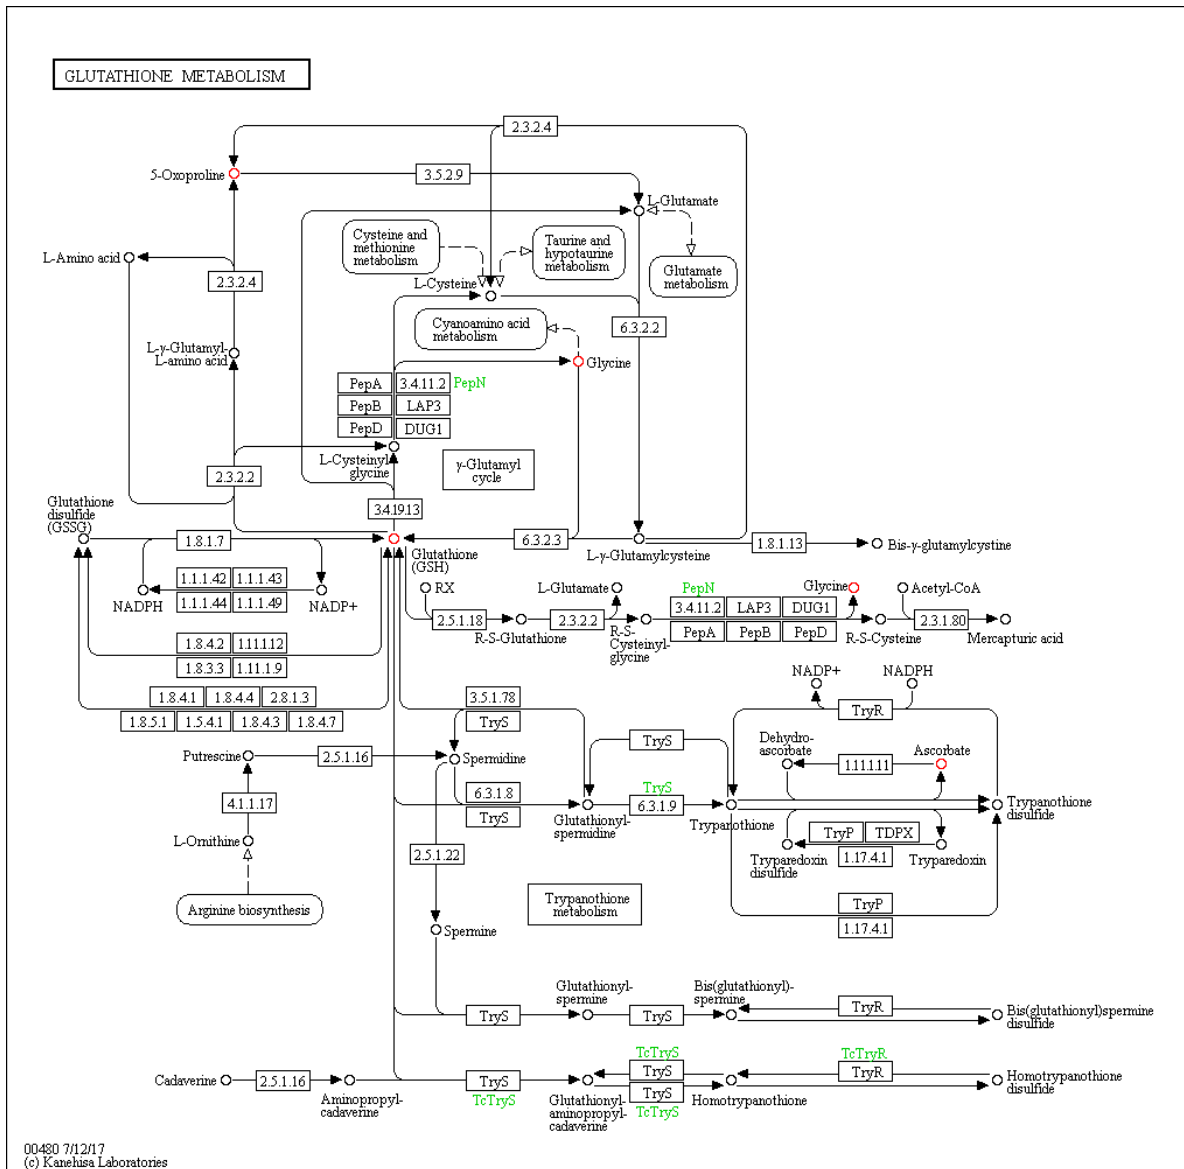 GLUTATHIONE METABOLISM
2.3.2.4
5-Oxoproline
3.5.2.9
L-Glutamate
Cysteine and
methionine
metabolism
Taurine and
hypotaurine
metabolism
Glutamate
metabolism
L-Amino acid
2.3.2.4
L-Cysteine
Cyanoamino acid
metabolism
6.3.2.2
L-γ-Glutamyl-
L-amino acid
Glycine
PepA
3.4.11.2
PepN
PepB
LAP3
PepD
DUG1
L-Cysteinyl
glycine
γ-Glutamyl
cycle
2.3.2.2
3.4.19.13
Glutathione
disulfide
(GSSG)
1.8.1.7
Glutathione
(GSH)
6.3.2.3
L-γ-Glutamylcysteine
1.8.1.13
Bis-γ-glutamylcystine
1.1.1.42
1.1.1.43
1.1.1.44
1.1.1.49
NADPH
NADP+
RX
2.5.1.18
R-S-Glutathione
L-Glutamate
2.3.2.2
R-S-
Cysteinyl-
glycine
PepN
3.4.11.2
LAP3
DUG1
PepA
PepB
PepD
Glycine
R-S-Cysteine
Acetyl-CoA
2.3.1.80
Mercapturic acid
1.8.4.2
1.11.1.12
1.8.3.3
1.11.1.9
1.8.4.1
1.8.4.4
2.8.1.3
1.8.5.1
1.5.4.1
1.8.4.3
1.8.4.7
3.5.1.78
TryS
NADP+
NADPH
TryR
Putrescine
2.5.1.16
Spermidine
TryS
Dehydro-
ascorbate
1.11.1.11
Ascorbate
4.1.1.17
6.3.1.8
TryS
Glutathionyl-
spermidine
TryS
6.3.1.9
Trypanothione
Trypanothione
disulfide
L-Ornithine
2.5.1.22
TryP
TDPX
1.17.4.1
Tryparedoxin
disulfide
Tryparedoxin
Arginine biosynthesis
Trypanothione
metabolism
TryP
1.17.4.1
Spermine
Glutathionyl-
spermine
Bis(glutathionyl)-
spermine
TryS
TryS
TryR
Bis(glutathionyl)spermine
disulfide
Cadaverine
2.5.1.16
Aminopropyl-
cadaverine
TryS
TcTryS
Glutathionyl-
aminopropyl-
cadaverine
TcTryS
TryS
TryS
TcTryS
Homotrypanothione
TcTryR
TryR
Homotrypanothione
disulfide
00480 7/12/17
(c) Kanehisa Laboratories